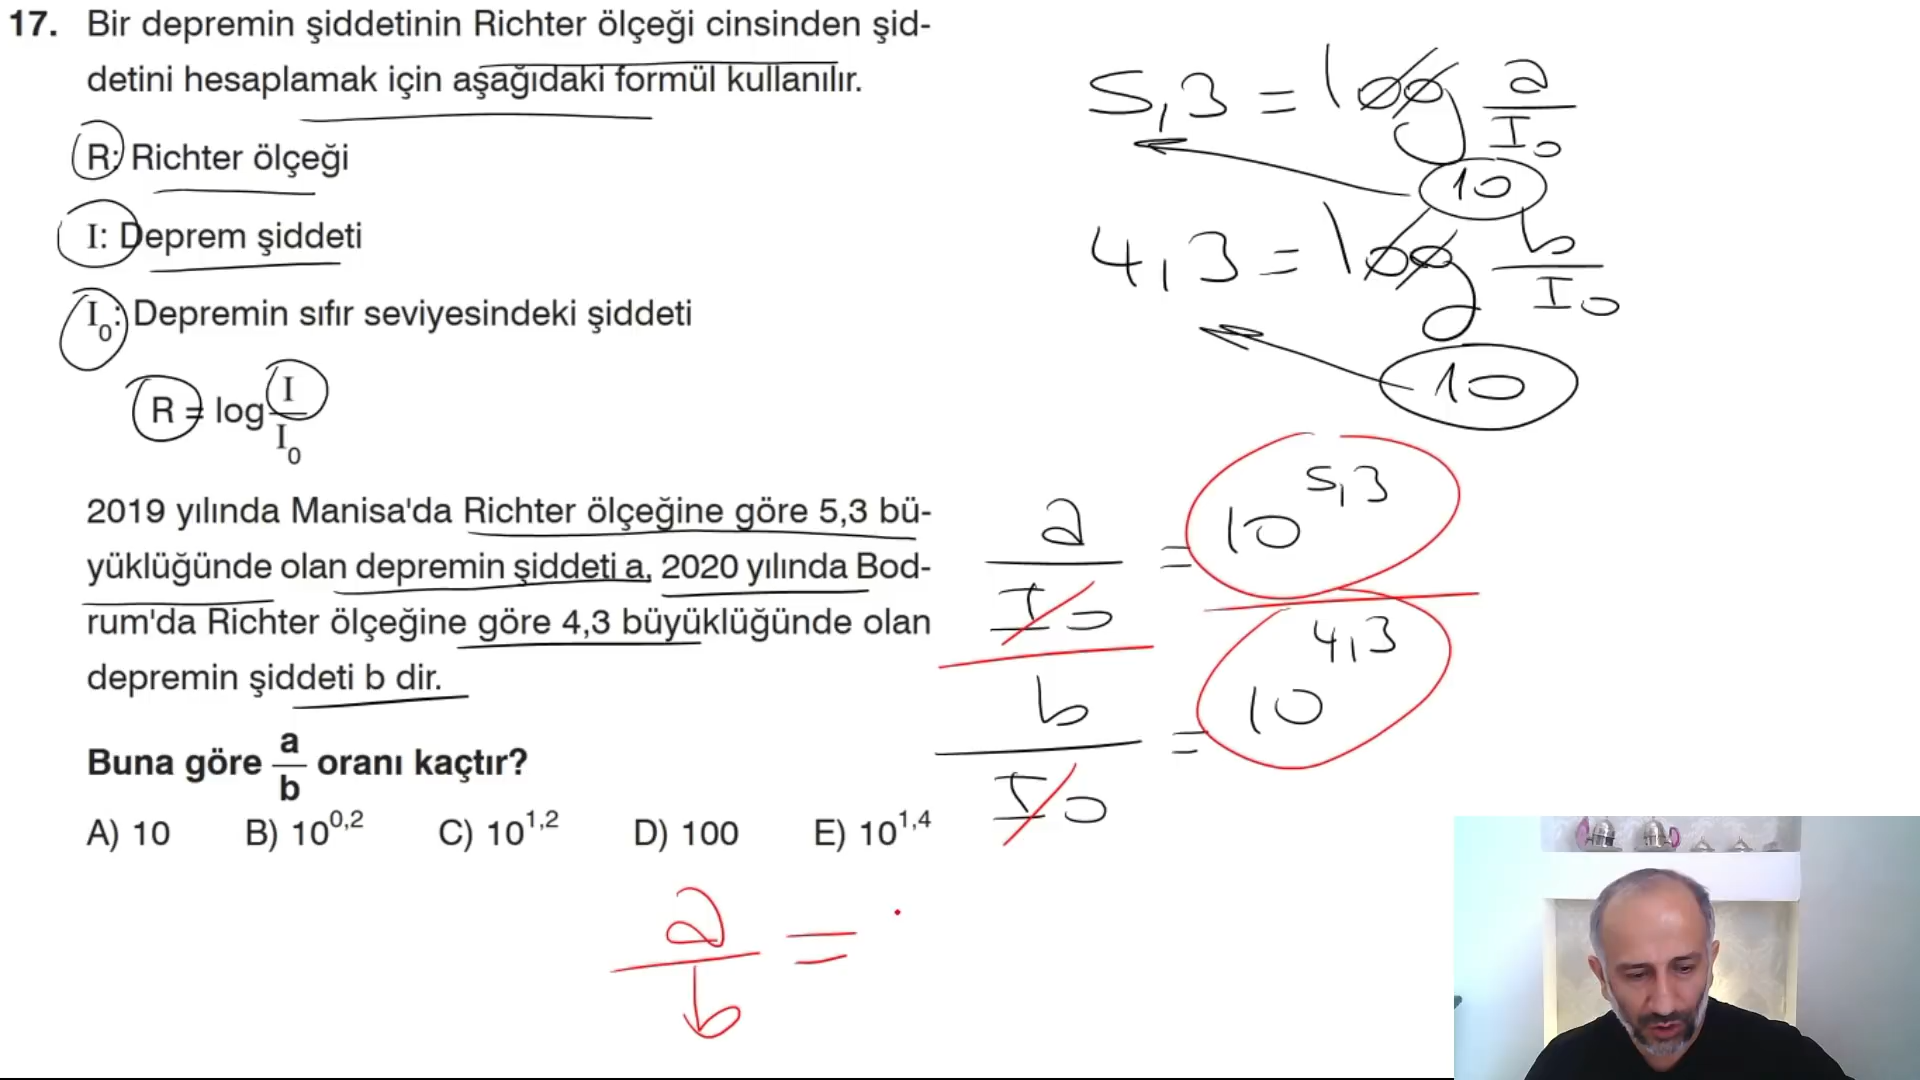 17. Bir depremin şiddetinin Richter ölçeği cinsinden şid-
detini hesaplamak için aşağıdaki formül kullanılır.
R: Richter ölçeği
I: Deprem şiddeti
I₀: Depremin sıfır seviyesindeki şiddeti
R = log I/I₀
2019 yılında Manisa'da Richter ölçeğine göre 5,3 bü-
yüklüğünde olan depremin şiddeti a, 2020 yılında Bod-
rum'da Richter ölçeğine göre 4,3 büyüklüğünde olan
depremin şiddeti b dir.
Buna göre a/b oranı kaçtır?
A) 10 B) 10^0,2 C) 10^1,2 D) 100 E) 10^1,4
5,3 = log a/I₀
10
4,3 = log b/I₀
10
a/I₀ = 10^5,3
b/I₀ = 10^4,3
a/b =